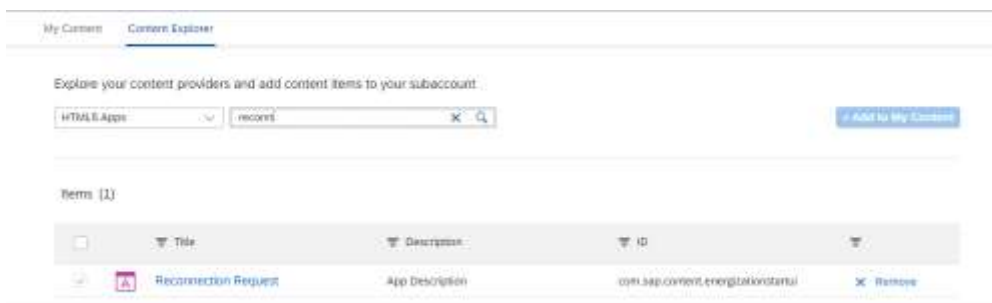 My Content Content Explorer
Explore your content providers and add content items to your subaccount
HTML5 Apps reconn
+ Add to My Content
Items (1)
Title Description ID
Reconnection Request App Description com.sap.content.energizationstartui Remove